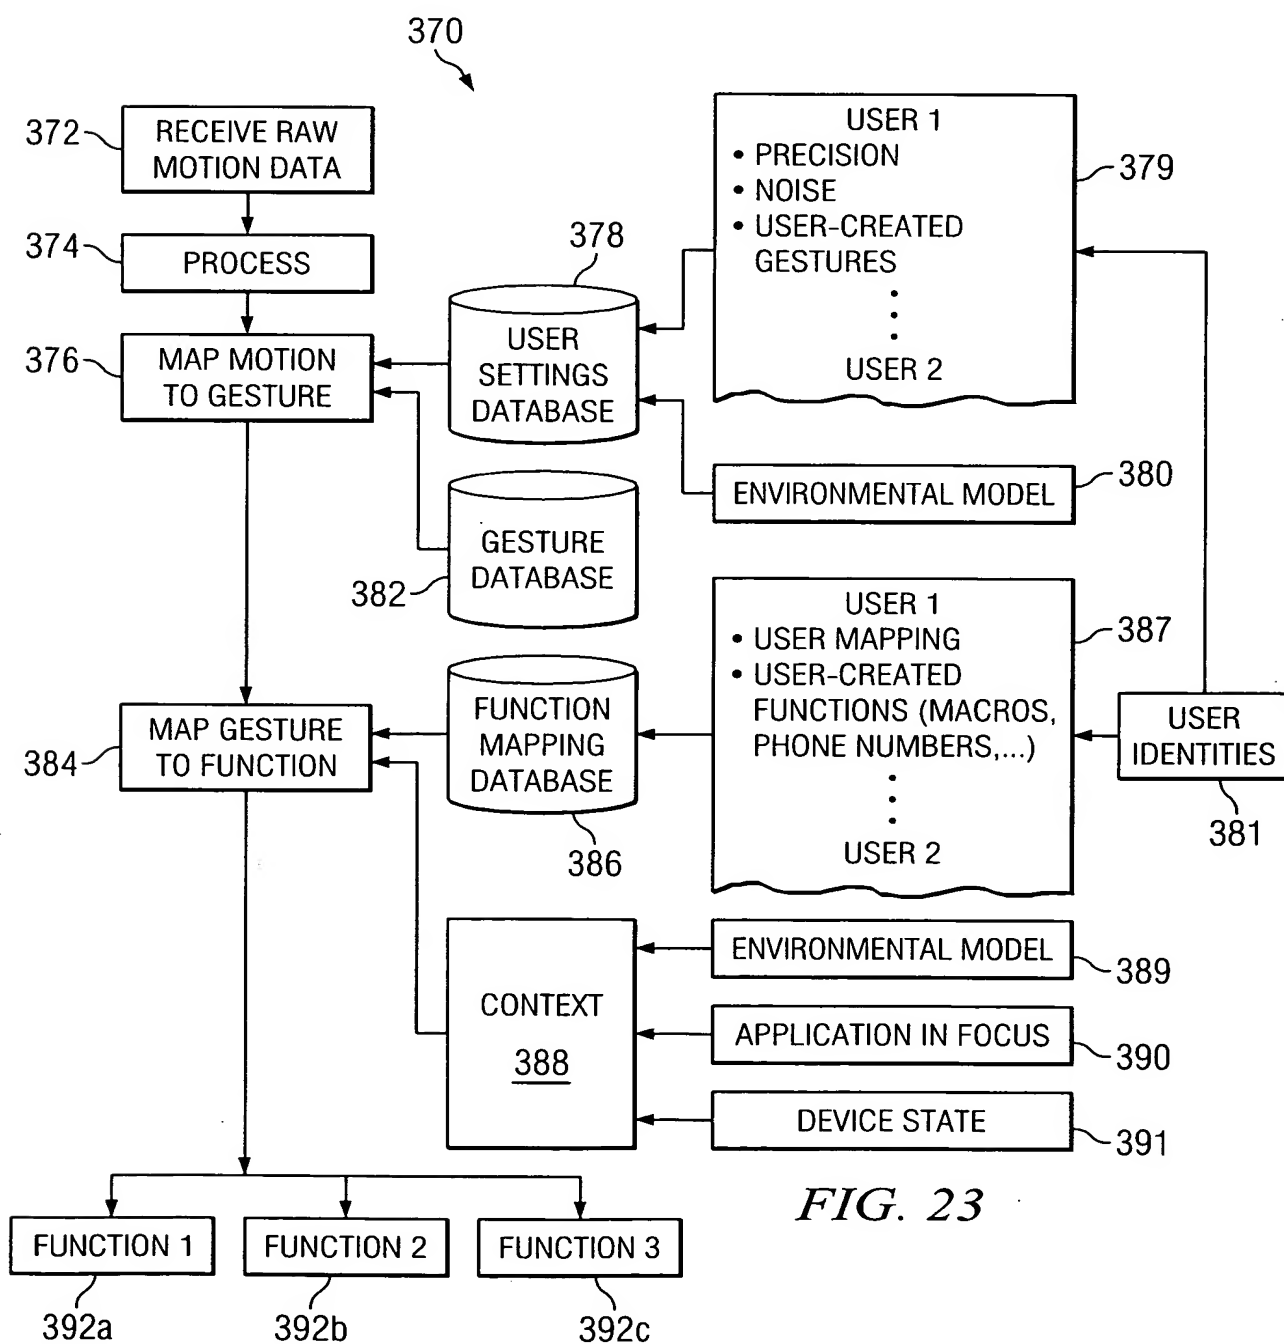 370
372
RECEIVE RAW
MOTION DATA
374
PROCESS
376
MAP MOTION
TO GESTURE
378
USER
SETTINGS
DATABASE
USER 1
• PRECISION
• NOISE
• USER-CREATED
GESTURES
USER 2
379
ENVIRONMENTAL MODEL
380
GESTURE
DATABASE
382
384
MAP GESTURE
TO FUNCTION
FUNCTION
MAPPING
DATABASE
386
USER 1
• USER MAPPING
• USER-CREATED
FUNCTIONS (MACROS,
PHONE NUMBERS,...)
USER 2
387
USER
IDENTITIES
381
CONTEXT
388
ENVIRONMENTAL MODEL
389
APPLICATION IN FOCUS
390
DEVICE STATE
391
FIG. 23
FUNCTION 1
FUNCTION 2
FUNCTION 3
392a
392b
392c